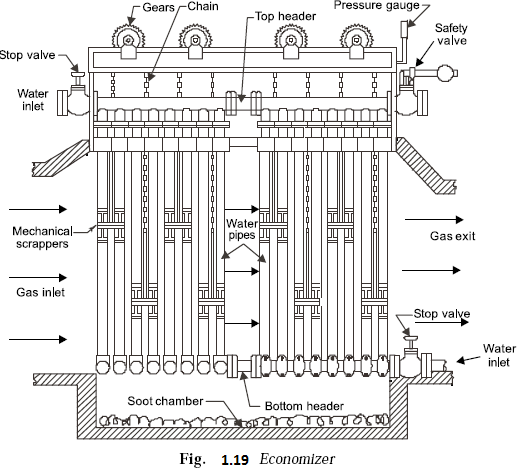 Gears
Chain
Top header
Pressure gauge
Safety
valve
Stop valve
Water
inlet
Mechanical
scrappers
Water
pipes
Gas exit
Gas inlet
Stop valve
Water
inlet
Soot chamber
Bottom header
Fig. 1.19 Economizer